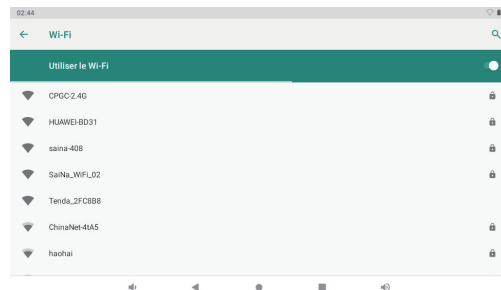 02:44
Wi-Fi
Utiliser le Wi-Fi
CPGC-2.4G
HUAWEI-BD31
saina-408
SaiNa_WiFi_02
Tenda_2FC8B8
ChinaNet-4tA5
haohai